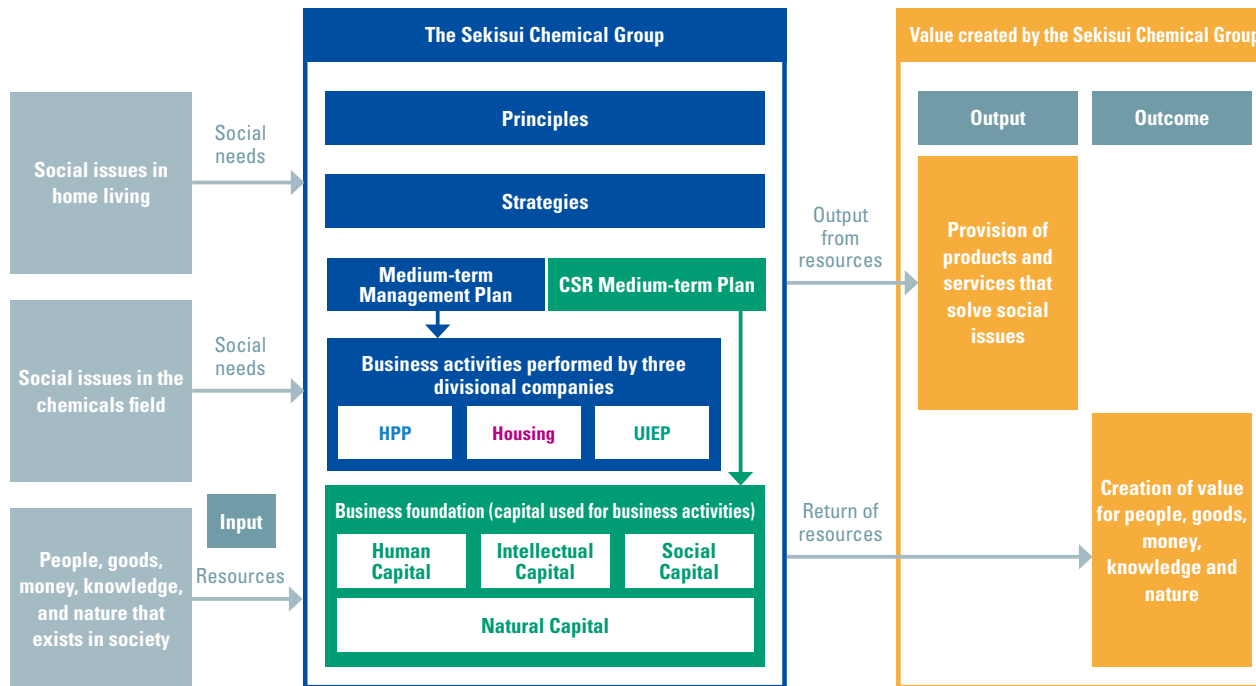 The Sekisui Chemical Group
Value created by the Sekisui Chemical Group
Social issues in
home living
Social
needs
Social issues in the
chemicals field
Social
needs
Input
People, goods,
money, knowledge,
and nature that
exists in society
Resources
Principles
Strategies
Medium-term
Management Plan
CSR Medium-term Plan
Business activities performed by three
divisional companies
HPP
Housing
UIEP
Business foundation (capital used for business activities)
Human
Capital
Intellectual
Capital
Social
Capital
Natural Capital
Output
from
resources
Return of
resources
Output
Outcome
Provision of
products and
services that
solve social
issues
Creation of value
for people, goods,
money,
knowledge and
nature